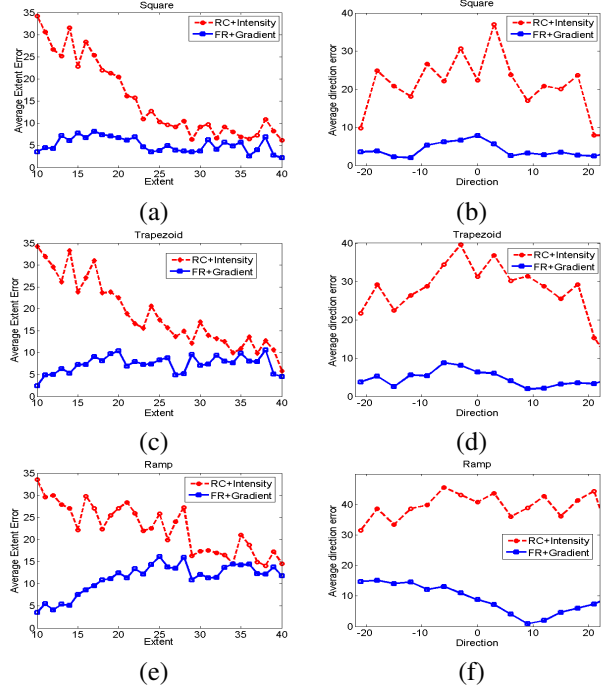 Square
Average Extent Error
35
30
25
20
15
10
5
0
10 15 20 25 30 35 40
Extent
RC+Intensity
FR+Gradient
(a)
Square
Average direction error
40
30
20
10
0
-20 -10 0 10 20
Direction
RC+Intensity
FR+Gradient
(b)
Trapezoid
Average Extent Error
35
30
25
20
15
10
5
0
10 15 20 25 30 35 40
Extent
RC+Intensity
FR+Gradient
(c)
Trapezoid
Average direction error
40
30
20
10
0
-20 -10 0 10 20
Direction
RC+Intensity
FR+Gradient
(d)
Ramp
Average Extent Error
35
30
25
20
15
10
5
0
10 15 20 25 30 35 40
Extent
RC+Intensity
FR+Gradient
(e)
Ramp
Average direction error
50
40
30
20
10
0
-20 -10 0 10 20
Direction
RC+Intensity
FR+Gradient
(f)